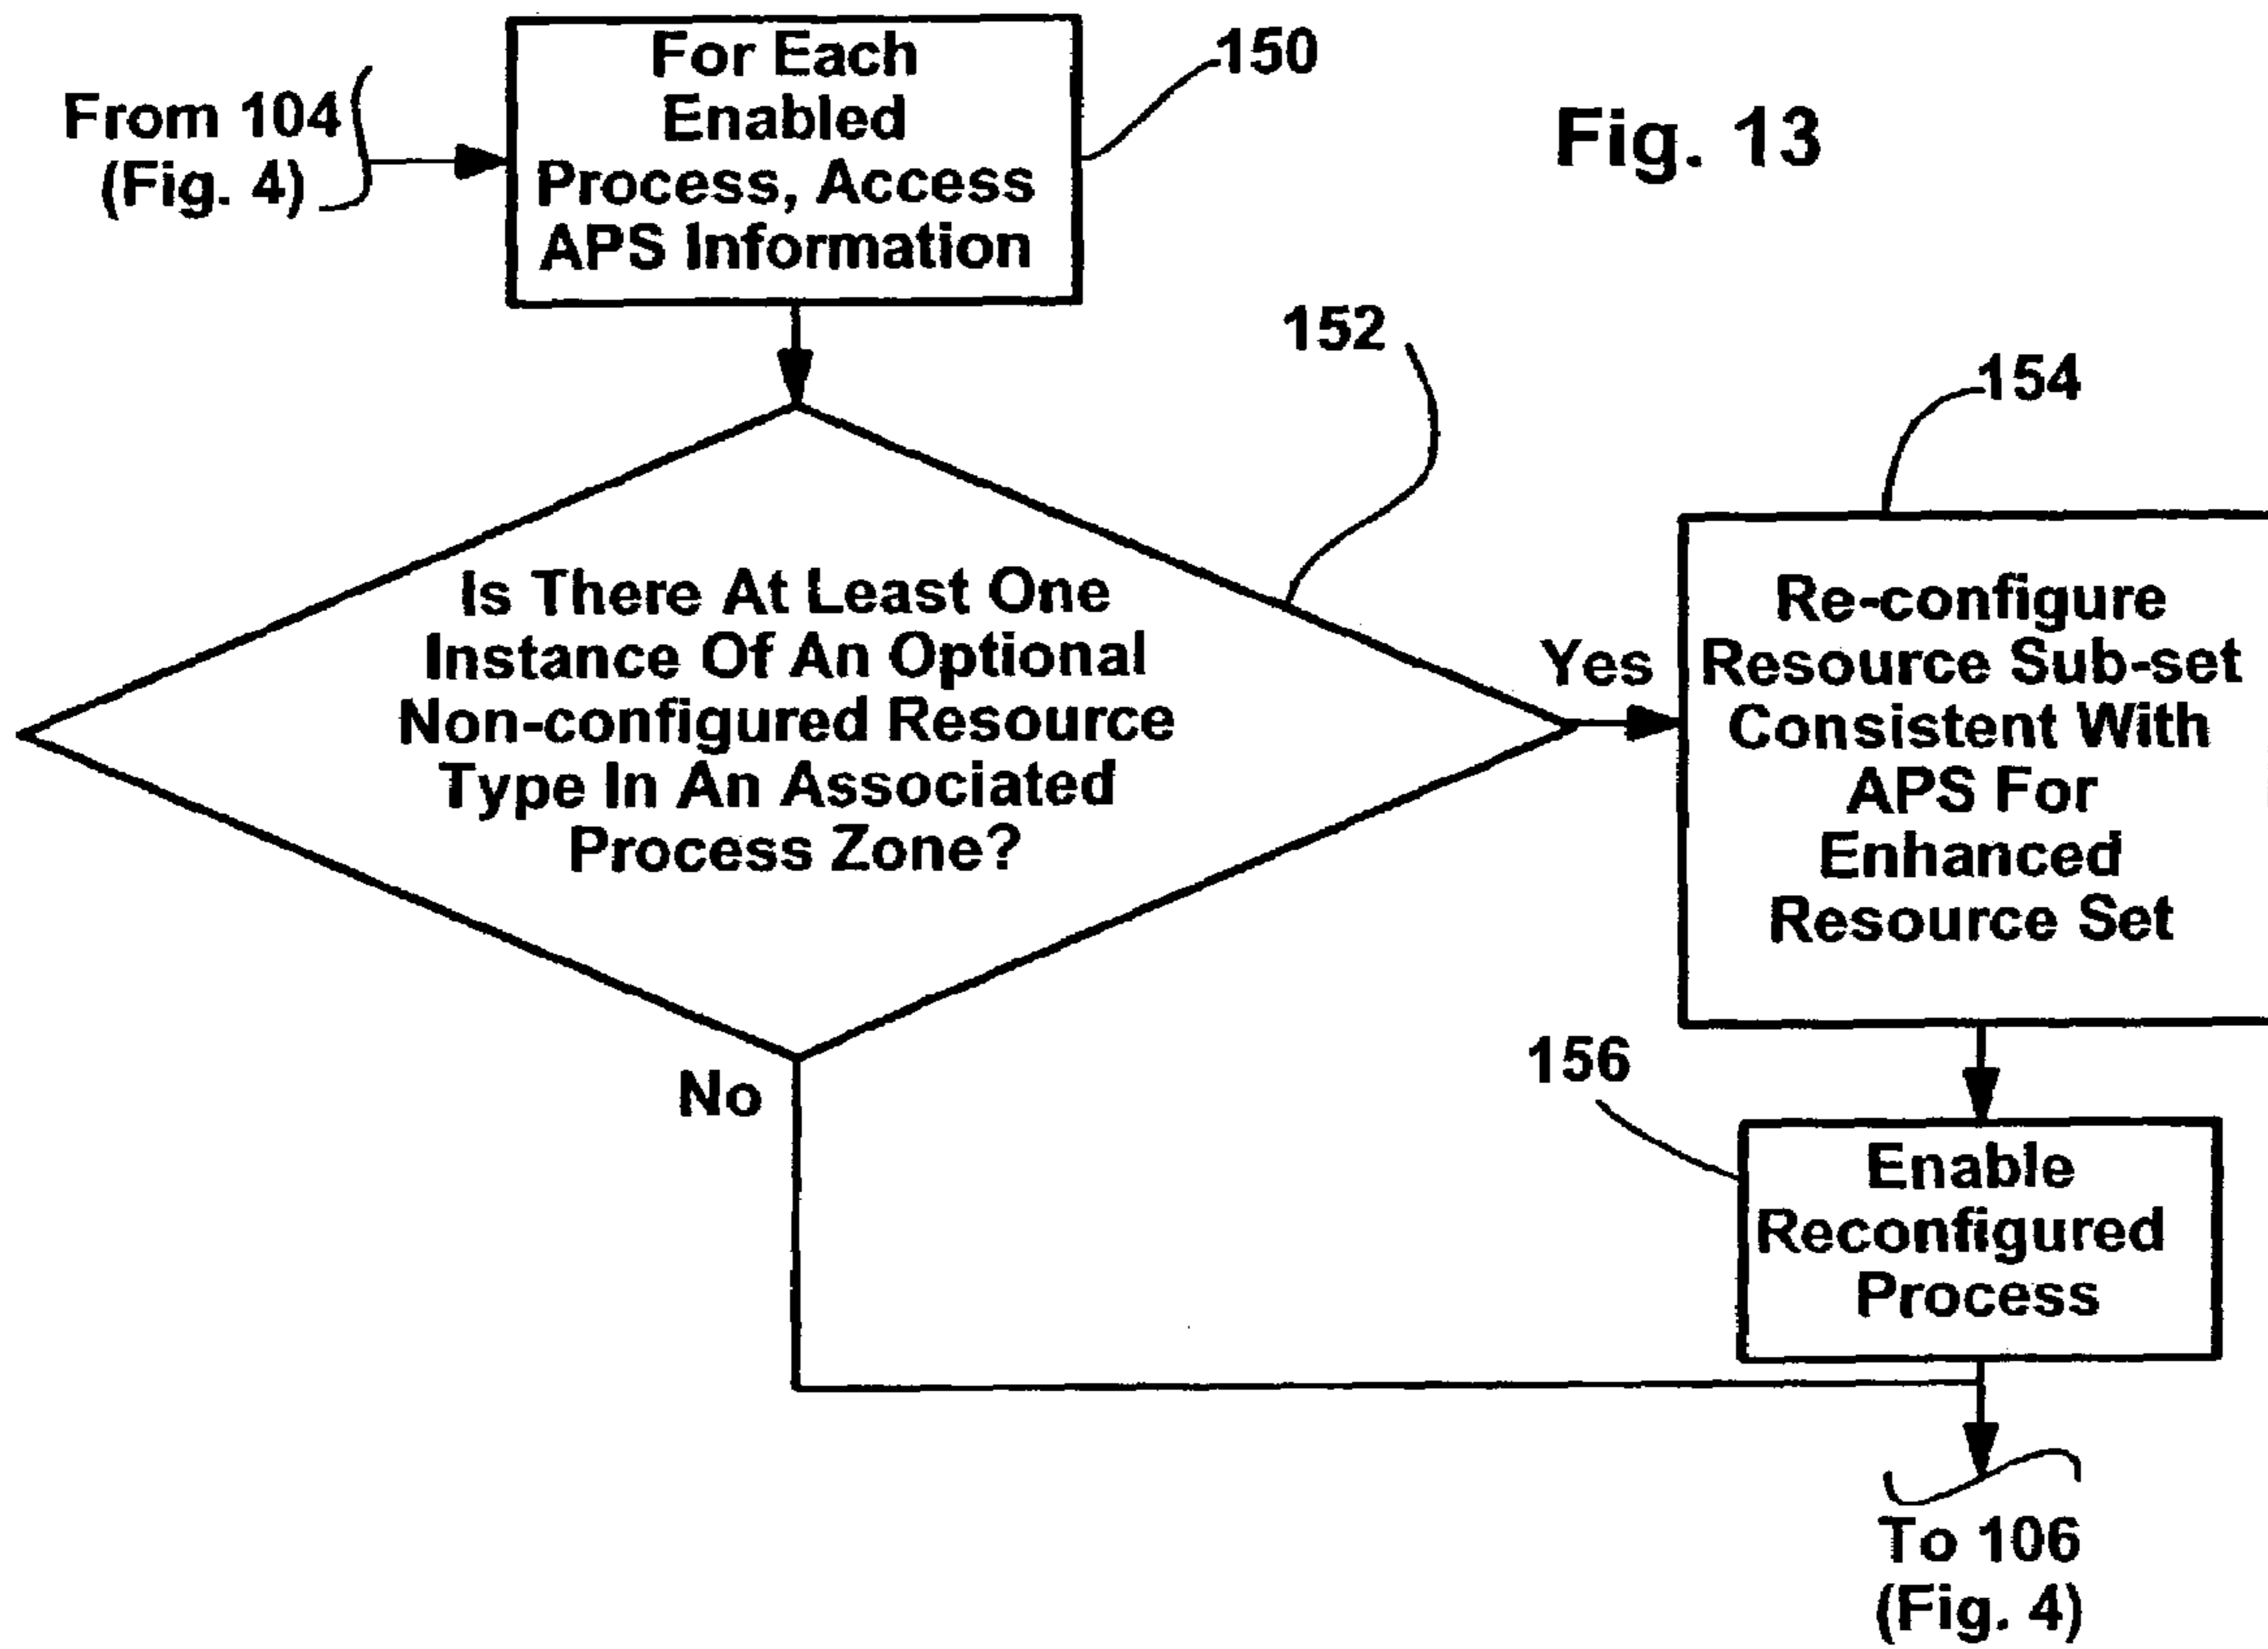 For Each
Enabled
Process, Access
APS Information
150
From 104
(Fig. 4)
Fig. 13
152
Is There At Least One
Instance Of An Optional
Non-configured Resource
Type In An Associated
Process Zone?
Yes
No
154
Re-configure
Resource Sub-set
Consistent With
APS For
Enhanced
Resource Set
156
Enable
Reconfigured
Process
To 106
(Fig. 4)